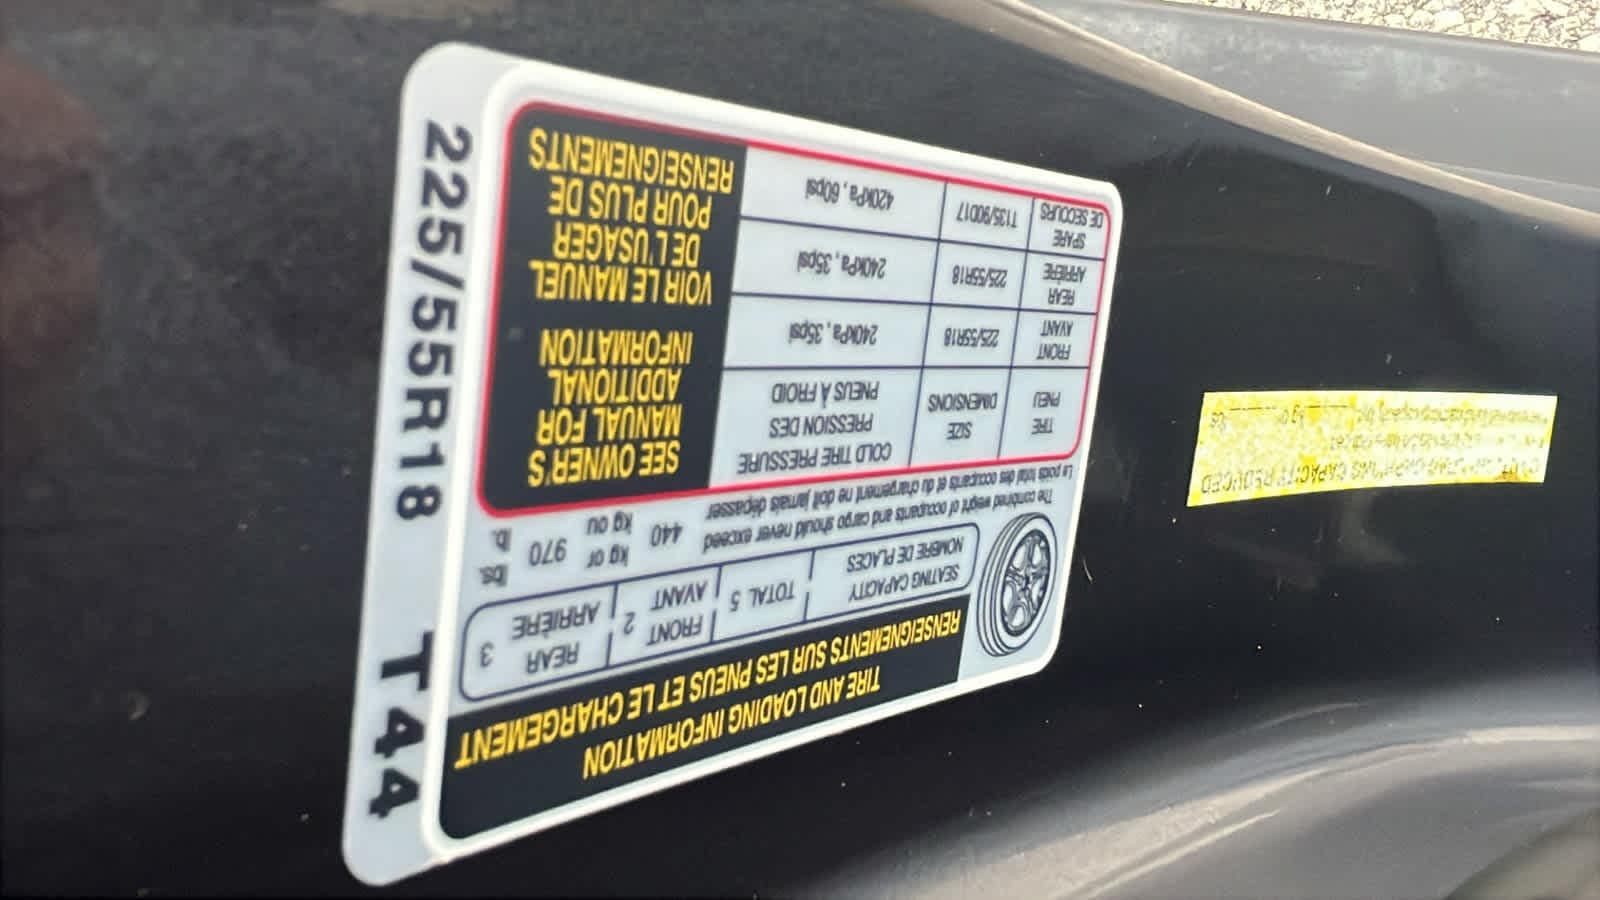 TIRE AND LOADING INFORMATION
RENSEIGNEMENTS SUR LES PNEUS ET LE CHARGEMENT
SEATING CAPACITY
NOMBRE DE PLACES
TOTAL 5
FRONT
AVANT
2
REAR
ARRIÈRE
3
The combined weight of occupants and cargo should never exceed
Le poids total des occupants et du chargement ne doit jamais dépasser
440
kg or
kg ou
970
lbs.
lb.
TIRE
PNEU
SIZE
DIMENSIONS
COLD TIRE PRESSURE
PRESSION DES
PNEUS À FROID
FRONT
AVANT
225/55R18
240kPa, 35psi
REAR
ARRIÈRE
225/55R18
240kPa, 35psi
SPARE
DE SECOURS
T135/90D17
420kPa, 60psi
SEE OWNER'S
MANUAL FOR
ADDITIONAL
INFORMATION
VOIR LE MANUEL
DE L'USAGER
POUR PLUS DE
RENSEIGNEMENTS
225/55R18 T44
CAPACITY REDUCED